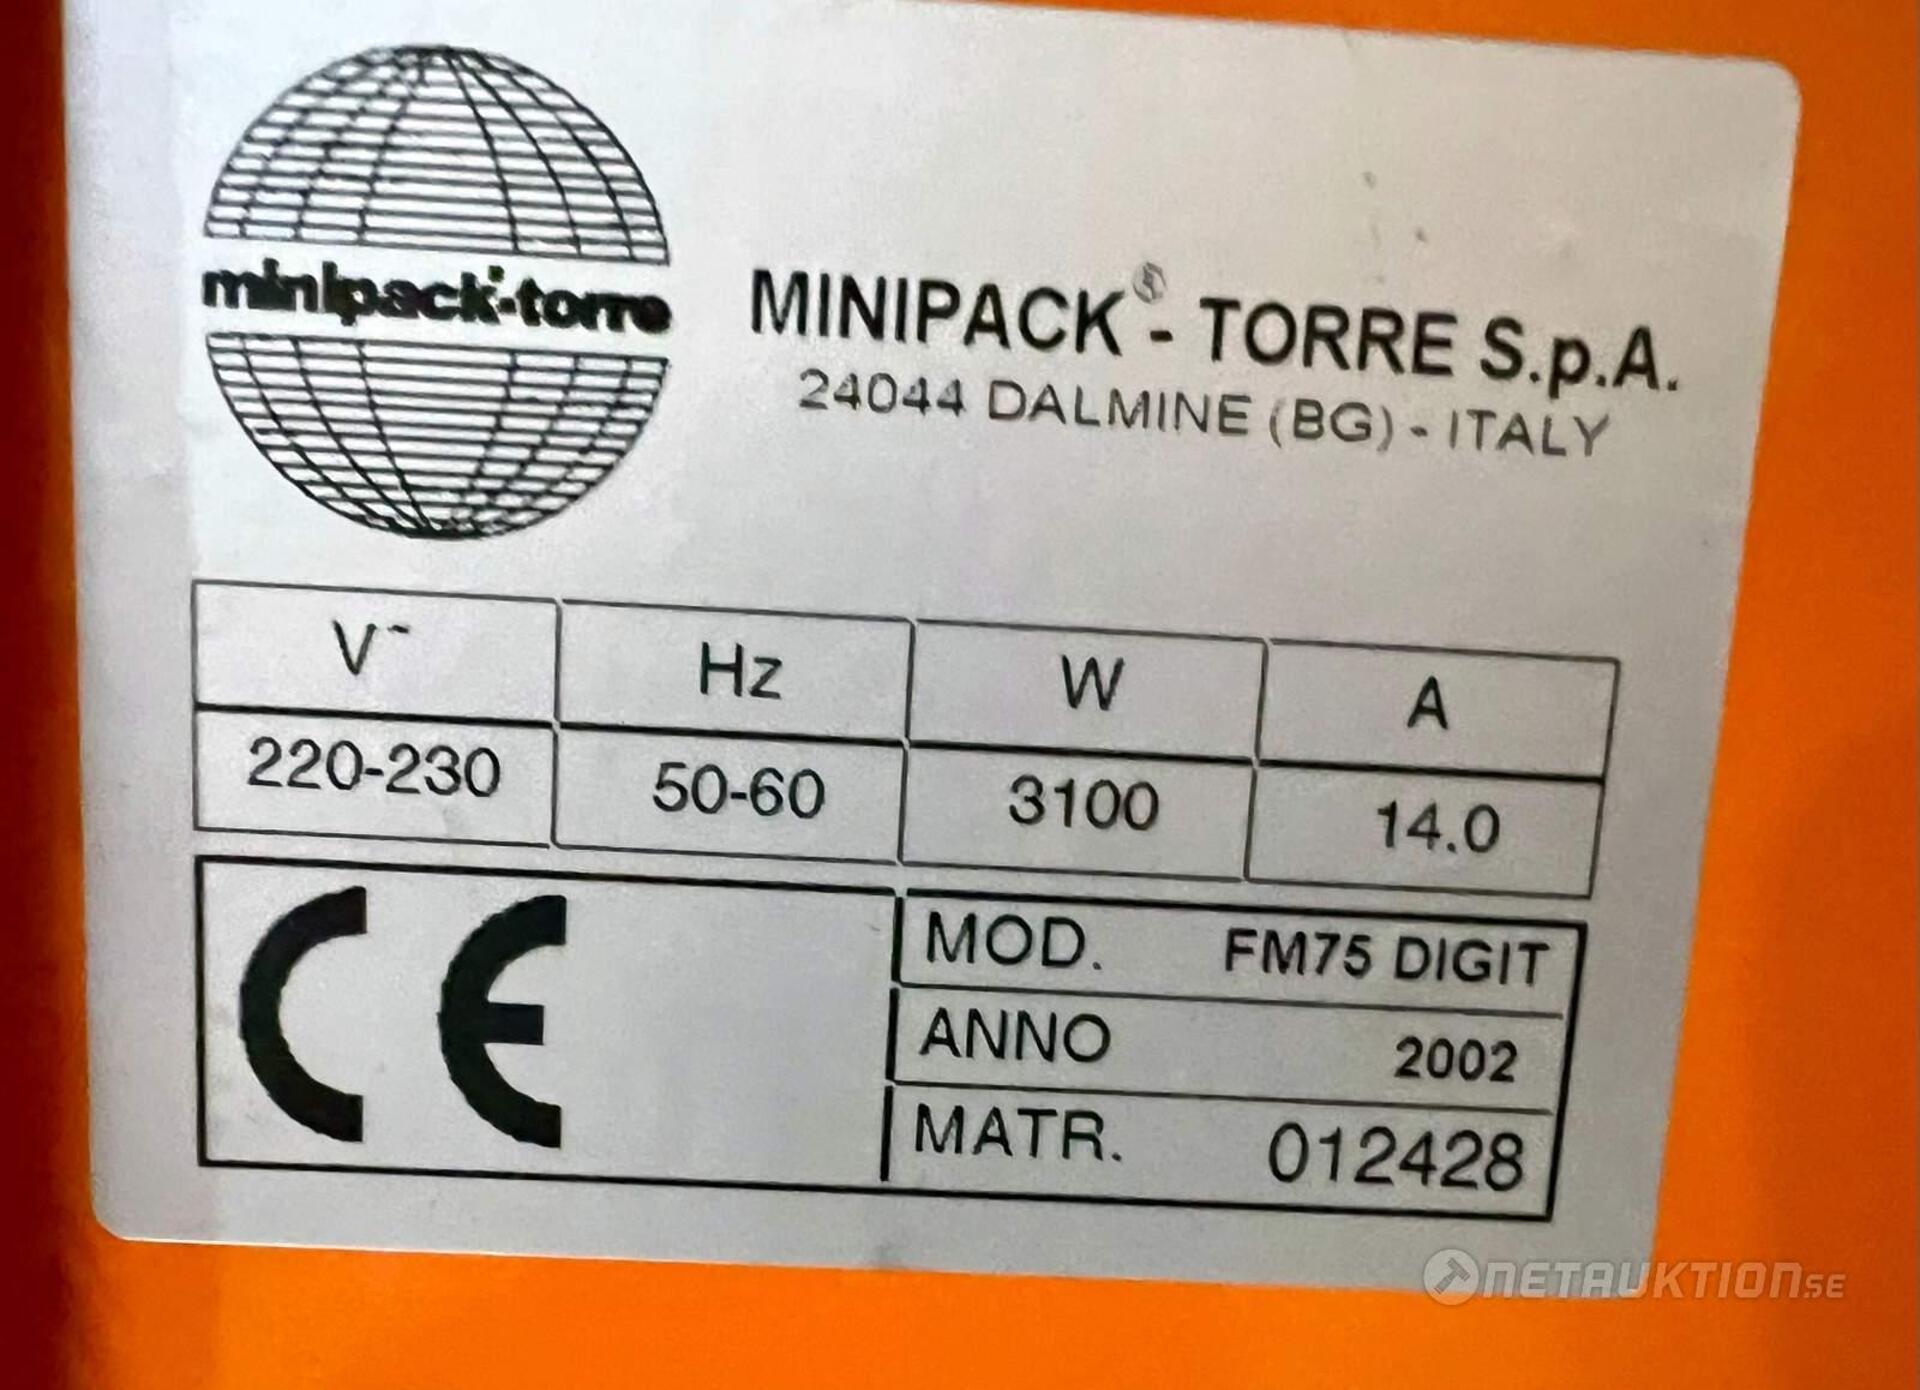 minipack-torre
MINIPACK® - TORRE S.p.A.
24044 DALMINE (BG) - ITALY
V~ Hz W A
220-230 50-60 3100 14.0
CE
MOD. FM75 DIGIT
ANNO 2002
MATR. 012428
NETAUKTION.SE